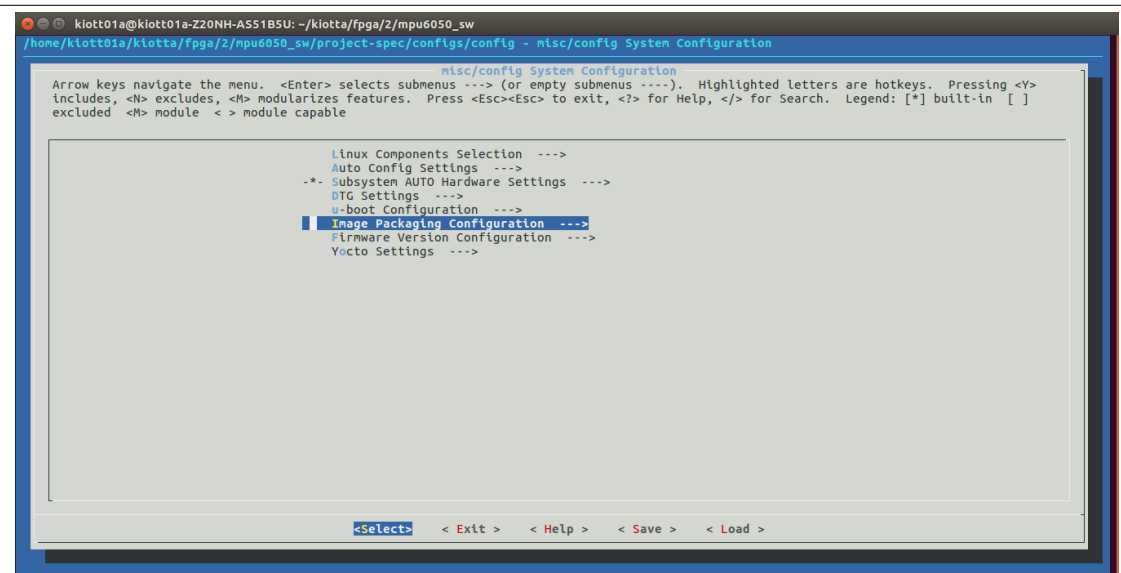 kiott01a@kiott01a-Z20NH-AS51B5U: ~/kiotta/fpga/2/mpu6050_sw
/home/kiott01a/kiotta/fpga/2/mpu6050_sw/project-spec/configs/config - misc/config System Configuration
misc/config System Configuration
Arrow keys navigate the menu.  <Enter> selects submenus ---> (or empty submenus ----).  Highlighted letters are hotkeys.  Pressing <Y>
includes, <N> excludes, <M> modularizes features.  Press <Esc><Esc> to exit, <?> for Help, </> for Search.  Legend: [*] built-in  [ ]
excluded  <M> module  < > module capable
Linux Components Selection  --->
Auto Config Settings  --->
-*- Subsystem AUTO Hardware Settings  --->
DTG Settings  --->
u-boot Configuration  --->
Image Packaging Configuration  --->
Firmware Version Configuration  --->
Yocto Settings  --->
<Select>    < Exit >    < Help >    < Save >    < Load >